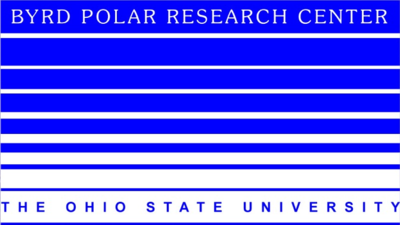 BYRD POLAR RESEARCH CENTER
THE OHIO STATE UNIVERSITY